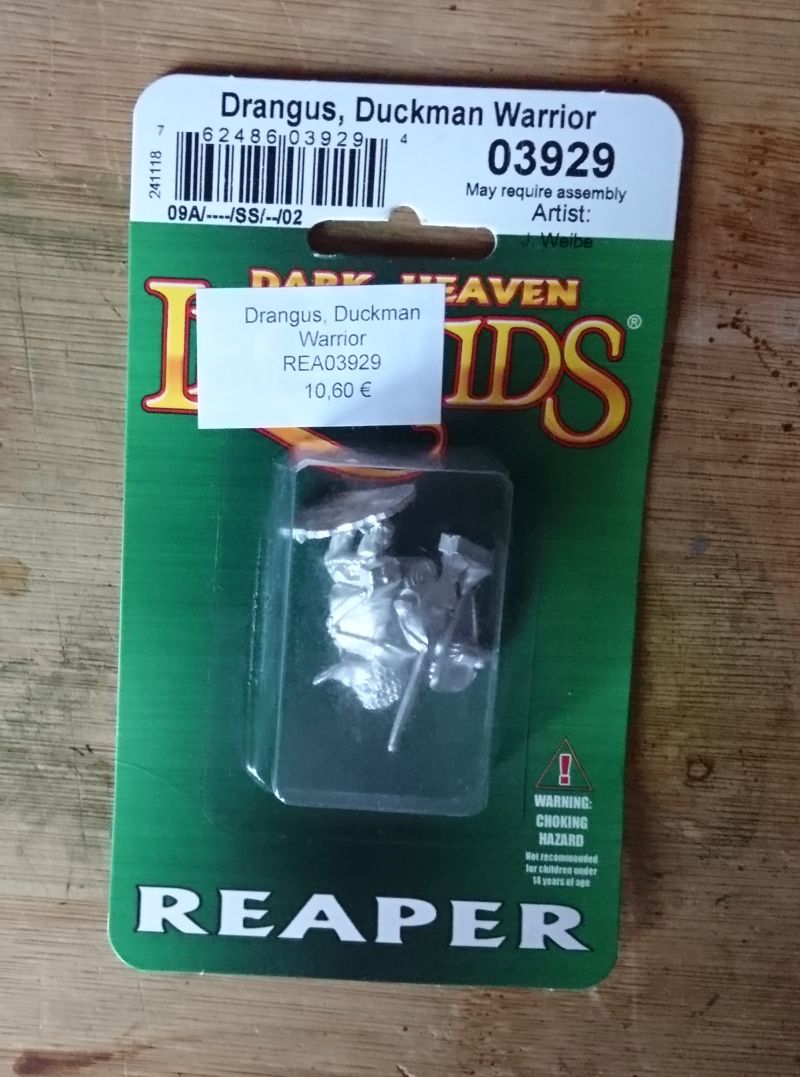 Drangus, Duckman Warrior
7 62486 03929 4
241118
03929
May require assembly
09A/----/SS/--/02
Artist:
J. Weibe
DARK HEAVEN
Drangus, Duckman
Warrior
REA03929
10,60 €
®
WARNING:
CHOKING
HAZARD
Not recommended
for children under
14 years of age
REAPER